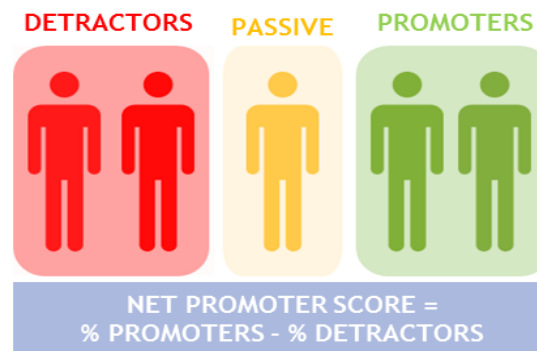 DETRACTORS
PASSIVE
PROMOTERS
NET PROMOTER SCORE =
% PROMOTERS - % DETRACTORS